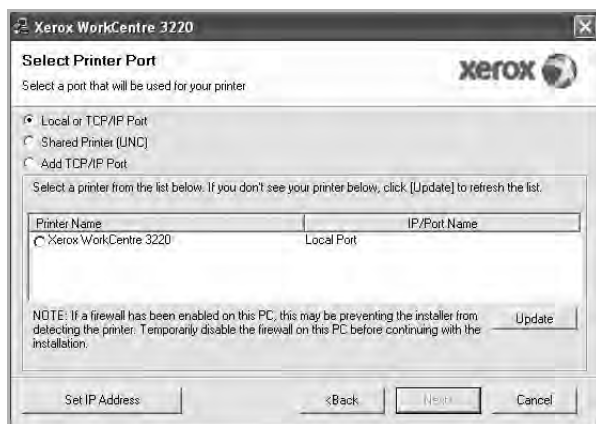 Xerox WorkCentre 3220
Select Printer Port
Select a port that will be used for your printer
xerox
Local or TCP/IP Port
Shared Printer (UNC)
Add TCP/IP Port
Select a printer from the list below. If you don't see your printer below, click [Update] to refresh the list.
Printer Name IP/Port Name
Xerox WorkCentre 3220 Local Port
NOTE: If a firewall has been enabled on this PC, this may be preventing the installer from
detecting the printer. Temporarily disable the firewall on this PC before continuing with the
installation.
Update
Set IP Address <Back Next> Cancel